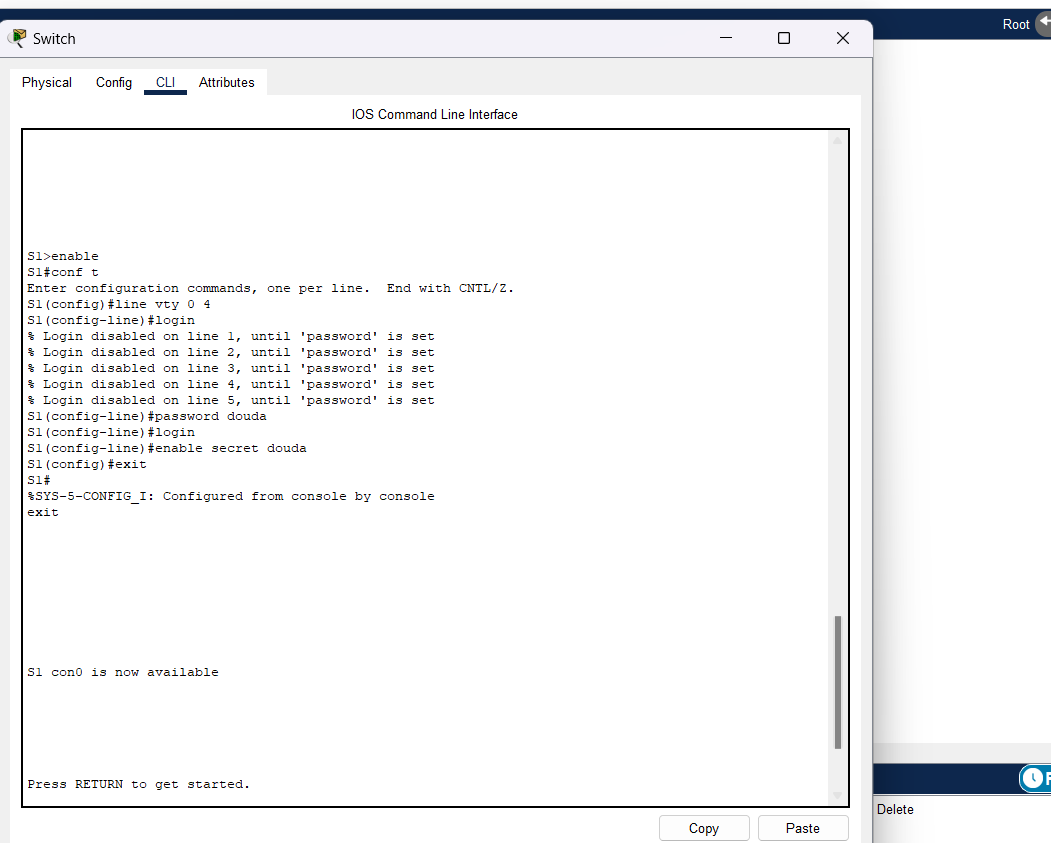 Root
Switch
Physical Config CLI Attributes
IOS Command Line Interface
S1>enable
S1#conf t
Enter configuration commands, one per line.  End with CNTL/Z.
S1(config)#line vty 0 4
S1(config-line)#login
% Login disabled on line 1, until 'password' is set
% Login disabled on line 2, until 'password' is set
% Login disabled on line 3, until 'password' is set
% Login disabled on line 4, until 'password' is set
% Login disabled on line 5, until 'password' is set
S1(config-line)#password douda
S1(config-line)#login
S1(config-line)#enable secret douda
S1(config)#exit
S1#
%SYS-5-CONFIG_I: Configured from console by console
exit
S1 con0 is now available
Press RETURN to get started.
Delete
Copy Paste